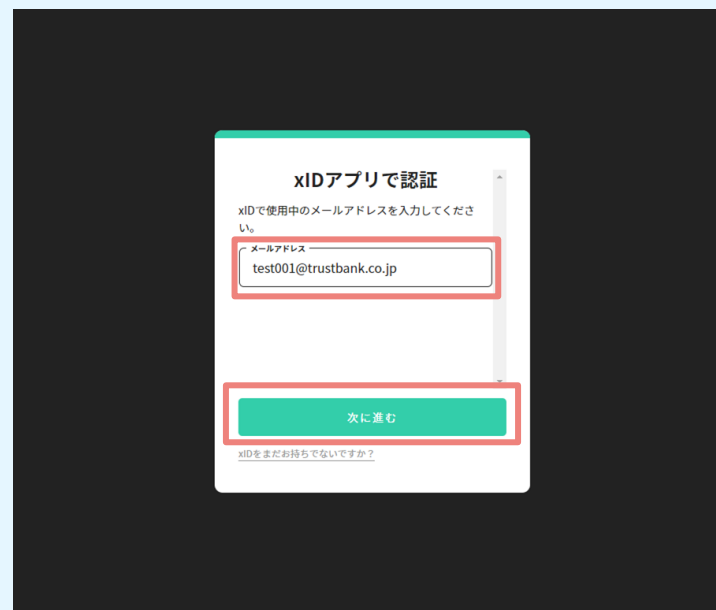 xIDアプリで認証
xIDで使用中のメールアドレスを入力してくださ
い。
メールアドレス
test001@trustbank.co.jp
次に進む
xIDをまだお持ちでないですか？